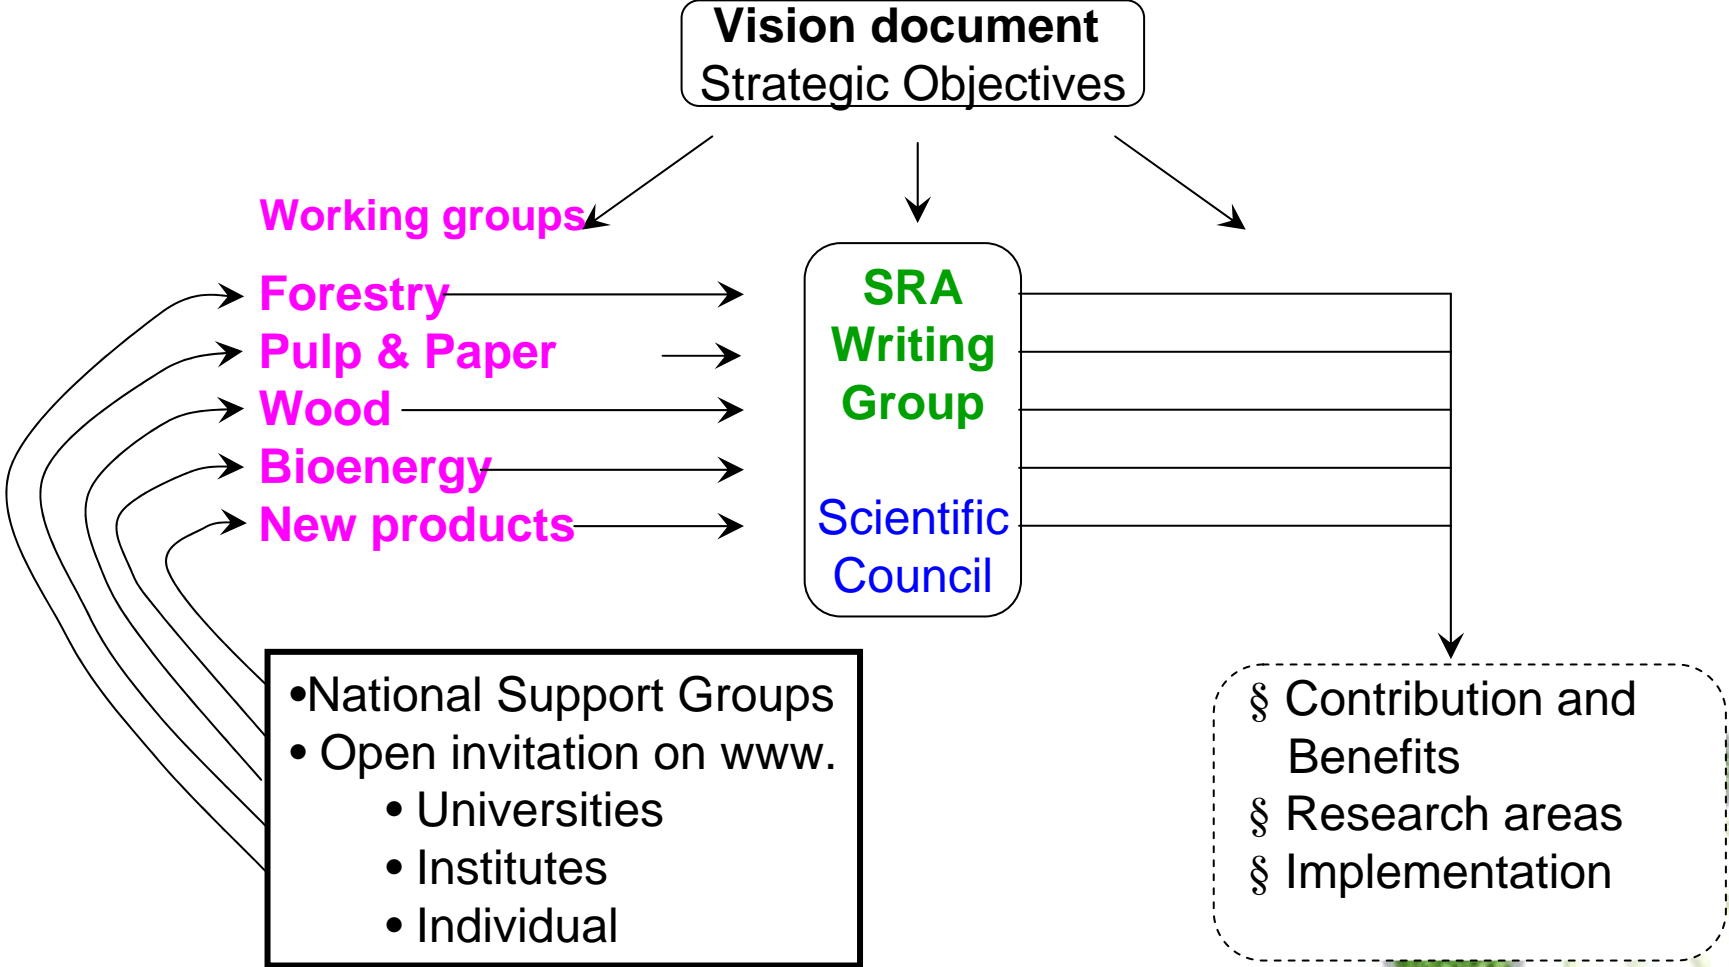 Vision document
Strategic Objectives
Working groups
Forestry
Pulp & Paper
Wood
Bioenergy
New products
SRA
Writing
Group
Scientific
Council
•National Support Groups
• Open invitation on www.
• Universities
• Institutes
• Individual
§ Contribution and
Benefits
§ Research areas
§ Implementation